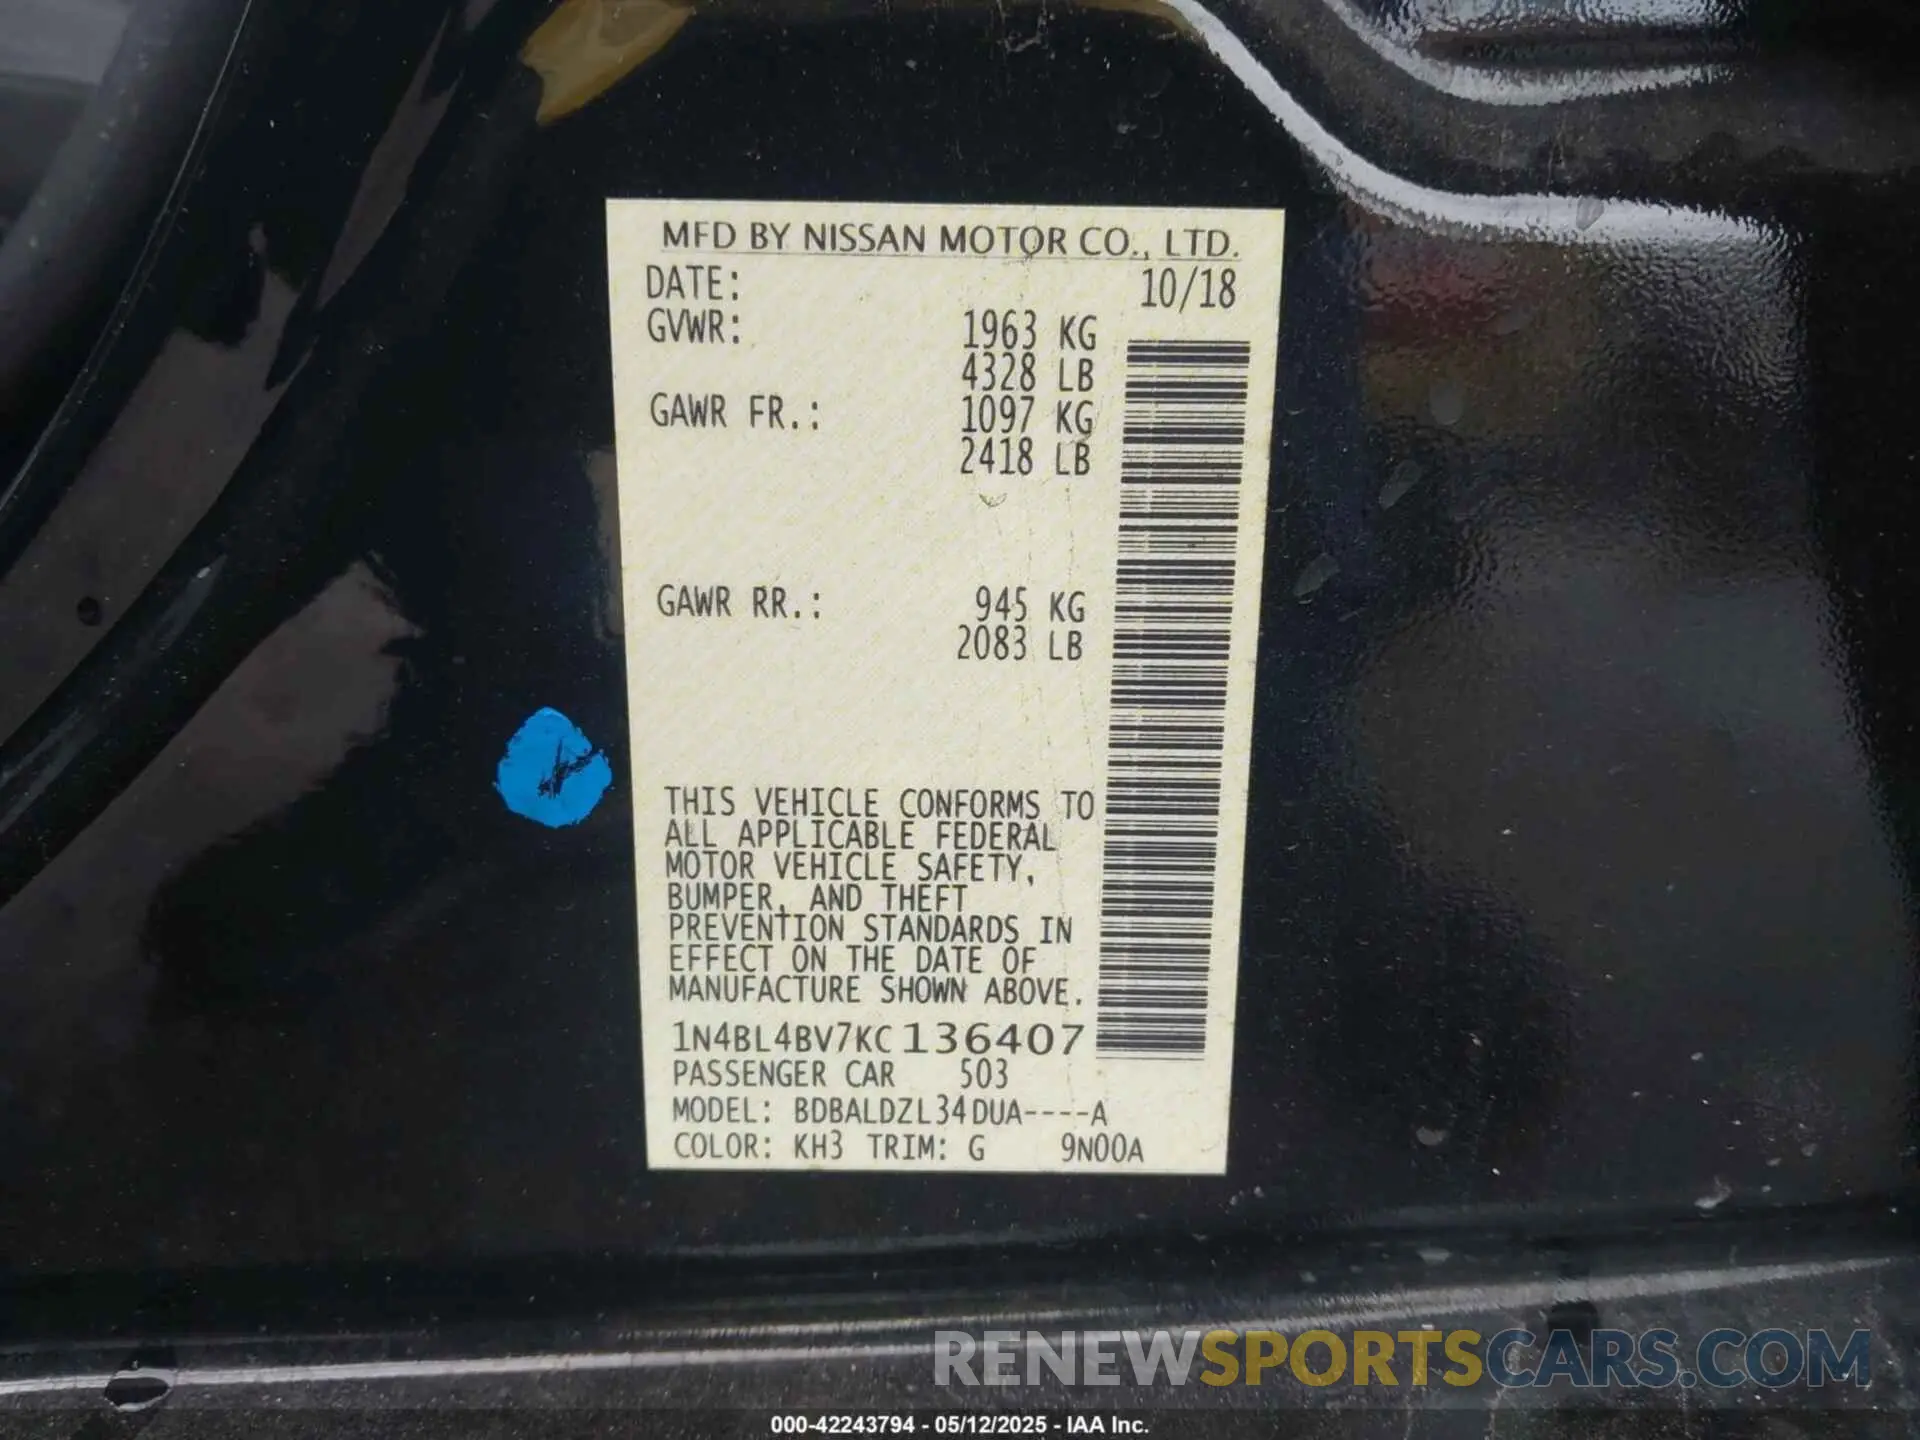 MFD BY NISSAN MOTOR CO., LTD.
DATE: 10/18
GVWR: 1963 KG
4328 LB
GAWR FR.: 1097 KG
2418 LB
GAWR RR.: 945 KG
2083 LB
THIS VEHICLE CONFORMS TO
ALL APPLICABLE FEDERAL
MOTOR VEHICLE SAFETY,
BUMPER, AND THEFT
PREVENTION STANDARDS IN
EFFECT ON THE DATE OF
MANUFACTURE SHOWN ABOVE.
1N4BL4BV7KC136407
PASSENGER CAR 503
MODEL: BDBALDZL34DUA----A
COLOR: KH3 TRIM: G 9N00A
RENEWSPORTSCARS.COM
000-42243794 - 05/12/2025 - IAA Inc.